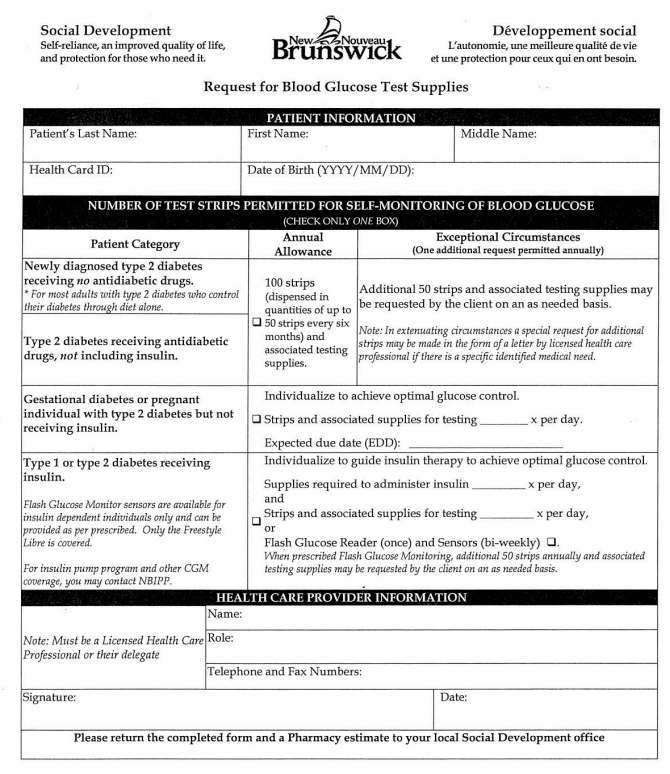 Social Development
Self-reliance, an improved quality of life,
and protection for those who need it.
New Nouveau
Brunswick
Développement social
L'autonomie, une meilleure qualité de vie
et une protection pour ceux qui en ont besoin.
Request for Blood Glucose Test Supplies
PATIENT INFORMATION
Patient's Last Name:
First Name:
Middle Name:
Health Card ID:
Date of Birth (YYYY/MM/DD):
NUMBER OF TEST STRIPS PERMITTED FOR SELF-MONITORING OF BLOOD GLUCOSE
(CHECK ONLY ONE BOX)
Patient Category
Annual
Allowance
Exceptional Circumstances
(One additional request permitted annually)
Newly diagnosed type 2 diabetes
receiving no antidiabetic drugs.
* For most adults with type 2 diabetes who control
their diabetes through diet alone.
Type 2 diabetes receiving antidiabetic
drugs, not including insulin.
100 strips
(dispensed in
quantities of up to
❑ 50 strips every six
months) and
associated testing
supplies.
Additional 50 strips and associated testing supplies may
be requested by the client on an as needed basis.
Note: In extenuating circumstances a special request for additional
strips may be made in the form of a letter by licensed health care
professional if there is a specific identified medical need.
Gestational diabetes or pregnant
individual with type 2 diabetes but not
receiving insulin.
Individualize to achieve optimal glucose control.
❑ Strips and associated supplies for testing ________ x per day.
Expected due date (EDD): __________________________
Type 1 or type 2 diabetes receiving
insulin.
Flash Glucose Monitor sensors are available for
insulin dependent individuals only and can be
provided as per prescribed. Only the Freestyle
Libre is covered.
For insulin pump program and other CGM
coverage, you may contact NBIPP.
Individualize to guide insulin therapy to achieve optimal glucose control.
Supplies required to administer insulin _________ x per day,
and
❑ Strips and associated supplies for testing _________ x per day,
or
Flash Glucose Reader (once) and Sensors (bi-weekly) ❑.
When prescribed Flash Glucose Monitoring, additional 50 strips annually and associated
testing supplies may be requested by the client on an as needed basis.
HEALTH CARE PROVIDER INFORMATION
Note: Must be a Licensed Health Care
Professional or their delegate
Name:
Role:
Telephone and Fax Numbers:
Signature:
Date:
Please return the completed form and a Pharmacy estimate to your local Social Development office